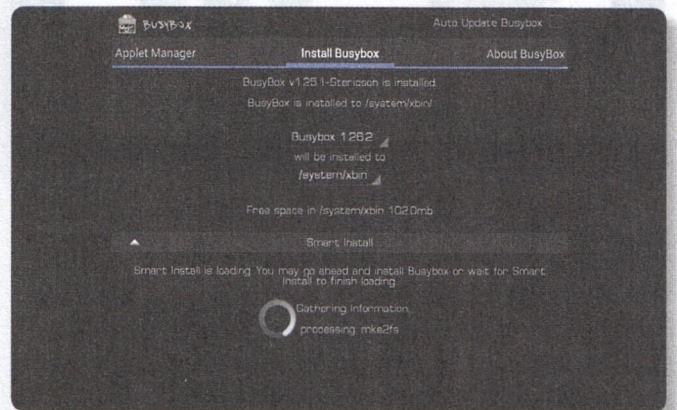 BUSYBOX
Auto Update Busybox
Applet Manager
Install Busybox
About BusyBox
BusyBox v1.25.1-Stericson is installed
BusyBox is installed to /system/xbin/
Busybox 1.26.2
will be installed to
/system/xbin
Free space in /system/xbin 102.0mb
Smart Install
Smart Install is loading You may go ahead and install Busybox or wait for Smart
Install to finish loading
Gathering Information
processing mke2fs